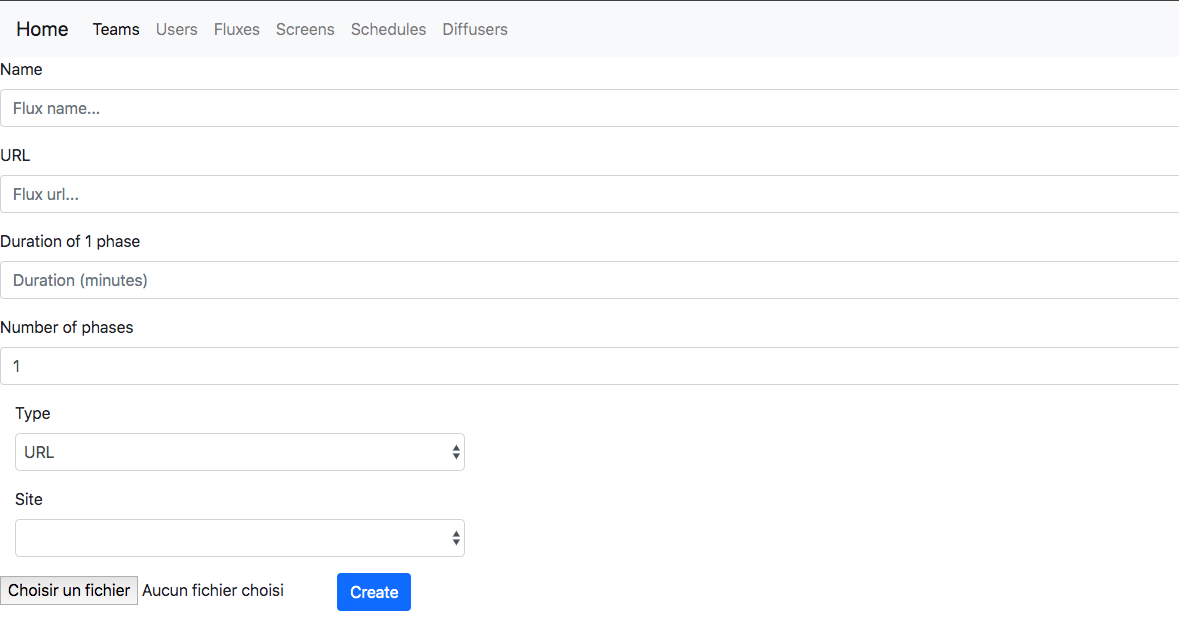 Home Teams Users Fluxes Screens Schedules Diffusers
Name
Flux name...
URL
Flux url...
Duration of 1 phase
Duration (minutes)
Number of phases
1
Type
URL
Site
Choisir un fichier Aucun fichier choisi Create